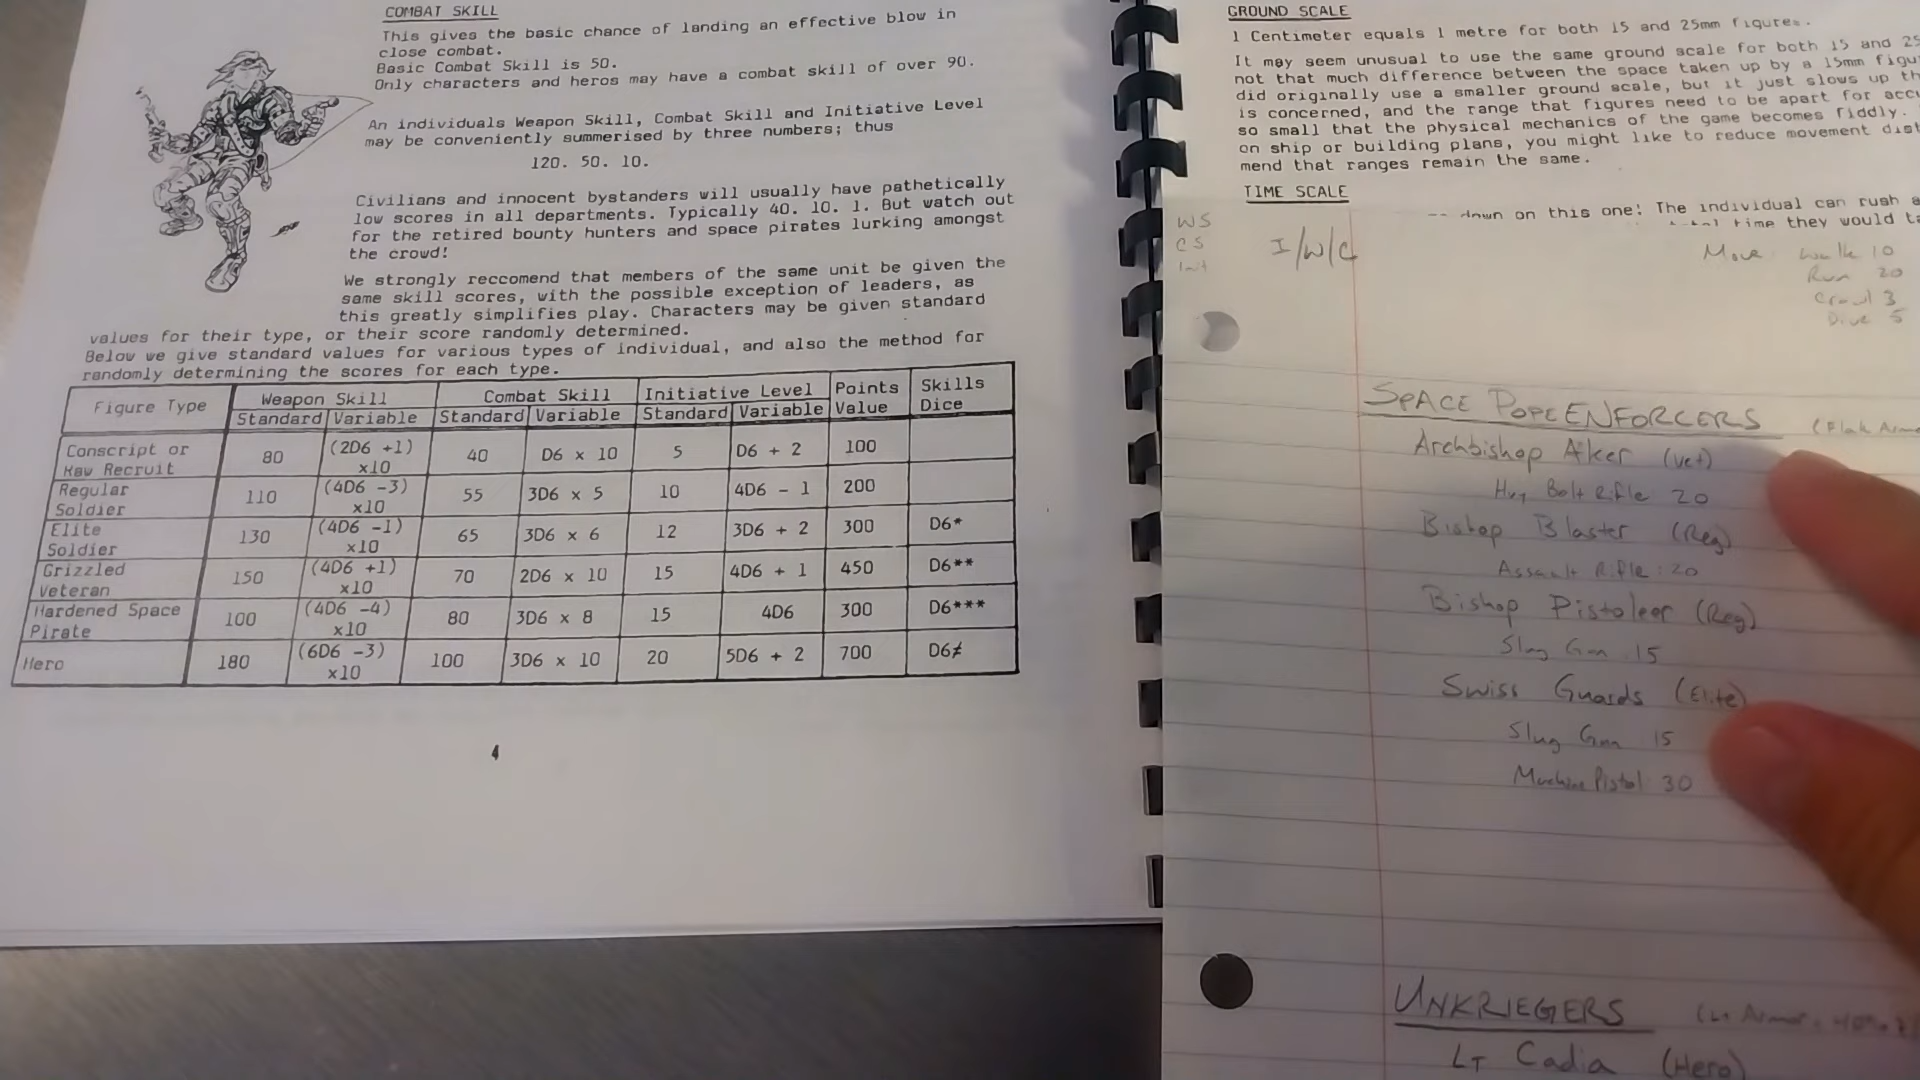 COMBAT SKILL
This gives the basic chance of landing an effective blow in
close combat.
Basic Combat Skill is 50.
Only characters and heros may have a combat skill of over 90.
An individuals Weapon Skill, Combat Skill and Initiative Level
may be conveniently summerised by three numbers; thus
120. 50. 10.
Civilians and innocent bystanders will usually have pathetically
low scores in all departments. Typically 40. 10. 1. But watch out
for the retired bounty hunters and space pirates lurking amongst
the crowd!
We strongly reccomend that members of the same unit be given the
same skill scores, with the possible exception of leaders, as
this greatly simplifies play. Characters may be given standard
values for their type, or their score randomly determined.
Below we give standard values for various types of individual, and also the method for
randomly determining the scores for each type.
Figure Type Weapon Skill Combat Skill Initiative Level Points Value Skills Dice
Standard Variable Standard Variable Standard Variable
Conscript or Raw Recruit 80 (2D6 +1) x10 40 D6 x 10 5 D6 + 2 100
Regular Soldier 110 (4D6 -3) x10 55 3D6 x 5 10 4D6 - 1 200
Elite Soldier 130 (4D6 -1) x10 65 3D6 x 6 12 3D6 + 2 300 D6*
Grizzled Veteran 150 (4D6 +1) x10 70 2D6 x 10 15 4D6 + 1 450 D6**
Hardened Space Pirate 100 (4D6 -4) x10 80 3D6 x 8 15 4D6 300 D6***
Hero 180 (6D6 -3) x10 100 3D6 x 10 20 5D6 + 2 700 D6≠
4
GROUND SCALE
1 Centimeter equals 1 metre for both 15 and 25mm figures.
It may seem unusual to use the same ground scale for both 15 and 25
not that much difference between the space taken up by a 15mm figu
did originally use a smaller ground scale, but it just slows up th
is concerned, and the range that figures need to be apart for accu
so small that the physical mechanics of the game becomes fiddly.
on ship or building plans, you might like to reduce movement dist
mend that ranges remain the same.
TIME SCALE
down on this one! The individual can rush a
time they would ta
WS
CS
Init
I/W/C
Move walk 10
Run 20
Crawl 3
Dive 5
SPACE POPE ENFORCERS (Flak Armo
Archbishop Aker (vet)
Hvy Bolt Rifle 20
Bishop Blaster (Reg)
Assault Rifle 20
Bishop Pistoleer (Reg)
Slug Gun 15
Swiss Guards (Elite)
Slug Gun 15
Machine Pistol 30
UNKRIEGERS
LT Cadia (Hero)